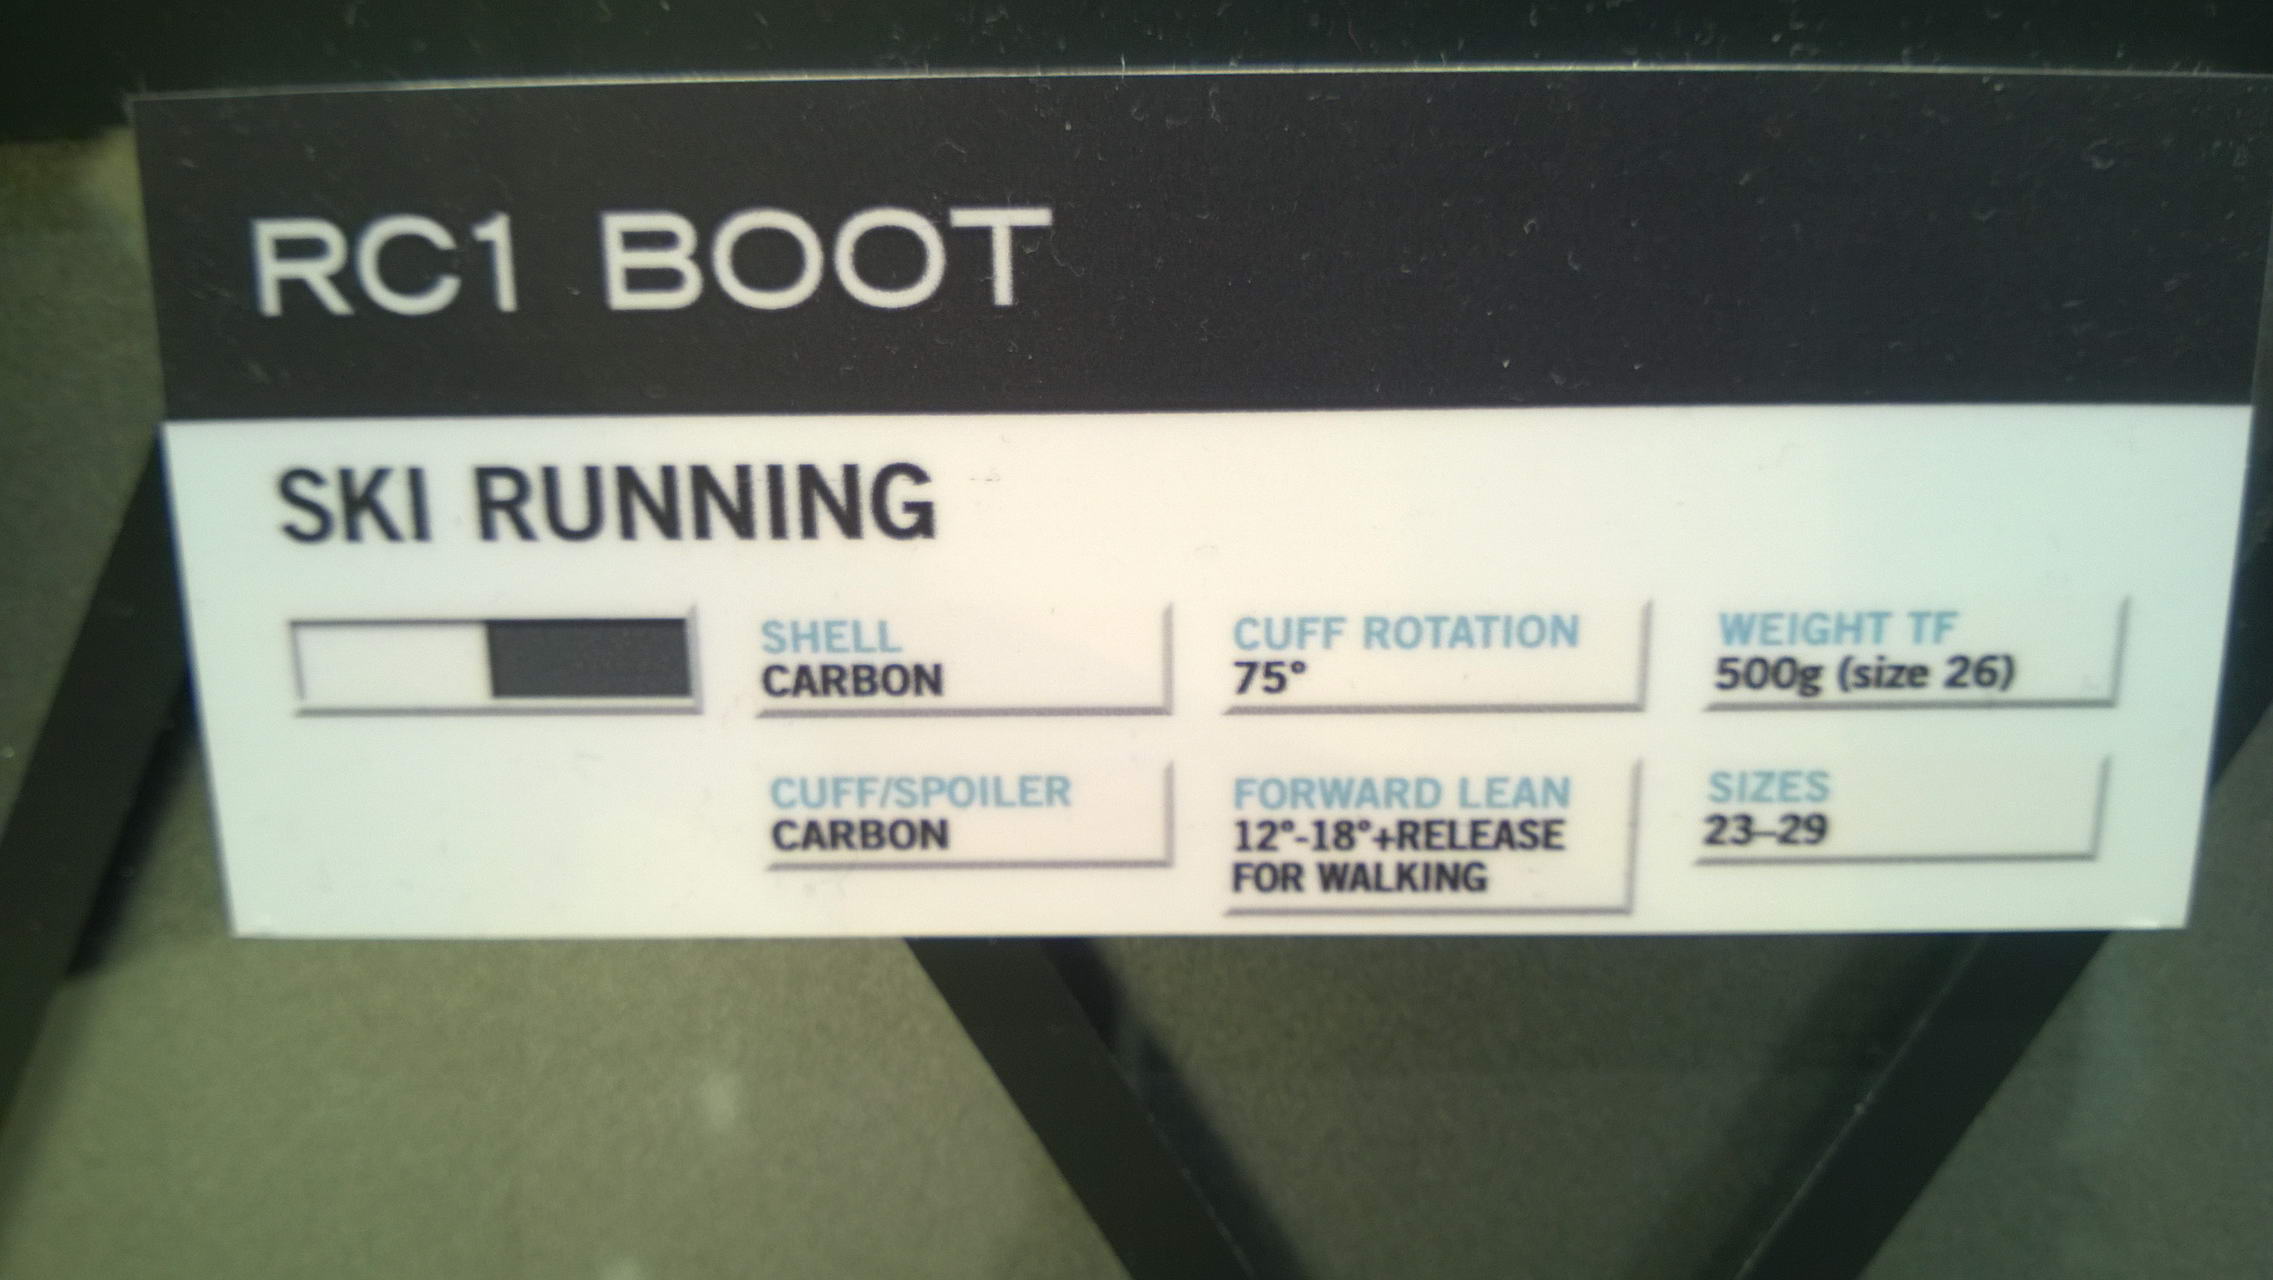 RC1 BOOT
SKI RUNNING
SHELL
CARBON
CUFF ROTATION
75°
WEIGHT TF
500g (size 26)
CUFF/SPOILER
CARBON
FORWARD LEAN
12°-18°+RELEASE
FOR WALKING
SIZES
23–29